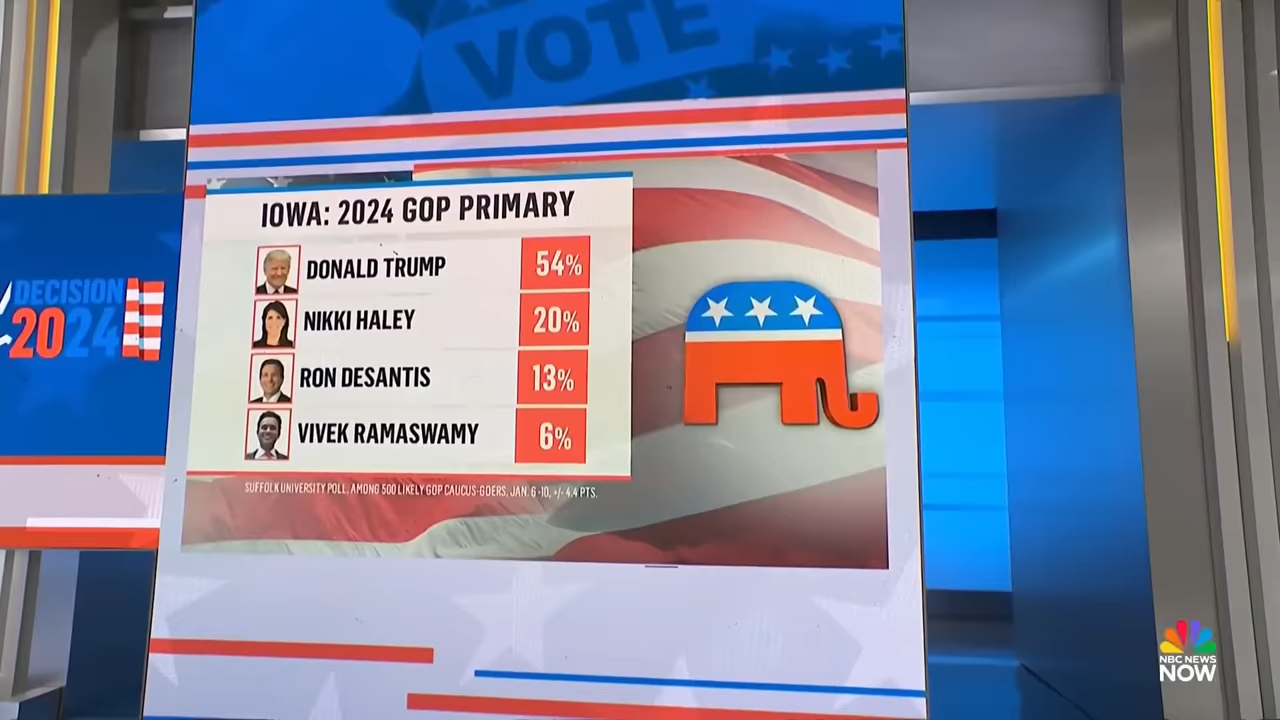 VOTE
IOWA: 2024 GOP PRIMARY
DONALD TRUMP 54%
NIKKI HALEY 20%
RON DESANTIS 13%
VIVEK RAMASWAMY 6%
SUFFOLK UNIVERSITY POLL, AMONG 500 LIKELY GOP CAUCUS-GOERS, JAN. 6-10, +/- 4.4 PTS.
DECISION
2024
NBC NEWS
NOW